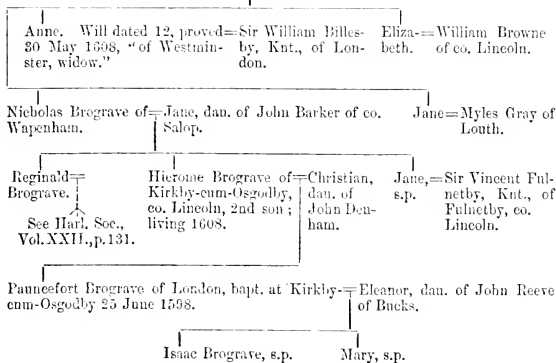 Anne. Will dated 12, proved=Sir William Billes- Eliza-=William Browne
30 May 1608, "of Westmin- by, Knt., of Lon- beth. of co. Lincoln.
ster, widow." don.
Nicholas Brograve of=Jane, dau. of John Barker of co. Jane=Myles Gray of
Wapenham. Salop. Louth.
Reginald= Hierome Brograve of=Christian, Jane,=Sir Vincent Ful-
Brograve. Kirkby-cum-Osgodby, dau. of s.p. netby, Knt., of
co. Lincoln, 2nd son; John Den- Fulnetby, co.
See Harl. Soc., living 1608. ham. Lincoln.
Vol. XXII., p. 131.
Pauncefort Brograve of London, bapt. at Kirkby-=Eleanor, dau. of John Reeve
cum-Osgodby 25 June 1598. of Bucks.
Isaac Brograve, s.p. Mary, s.p.